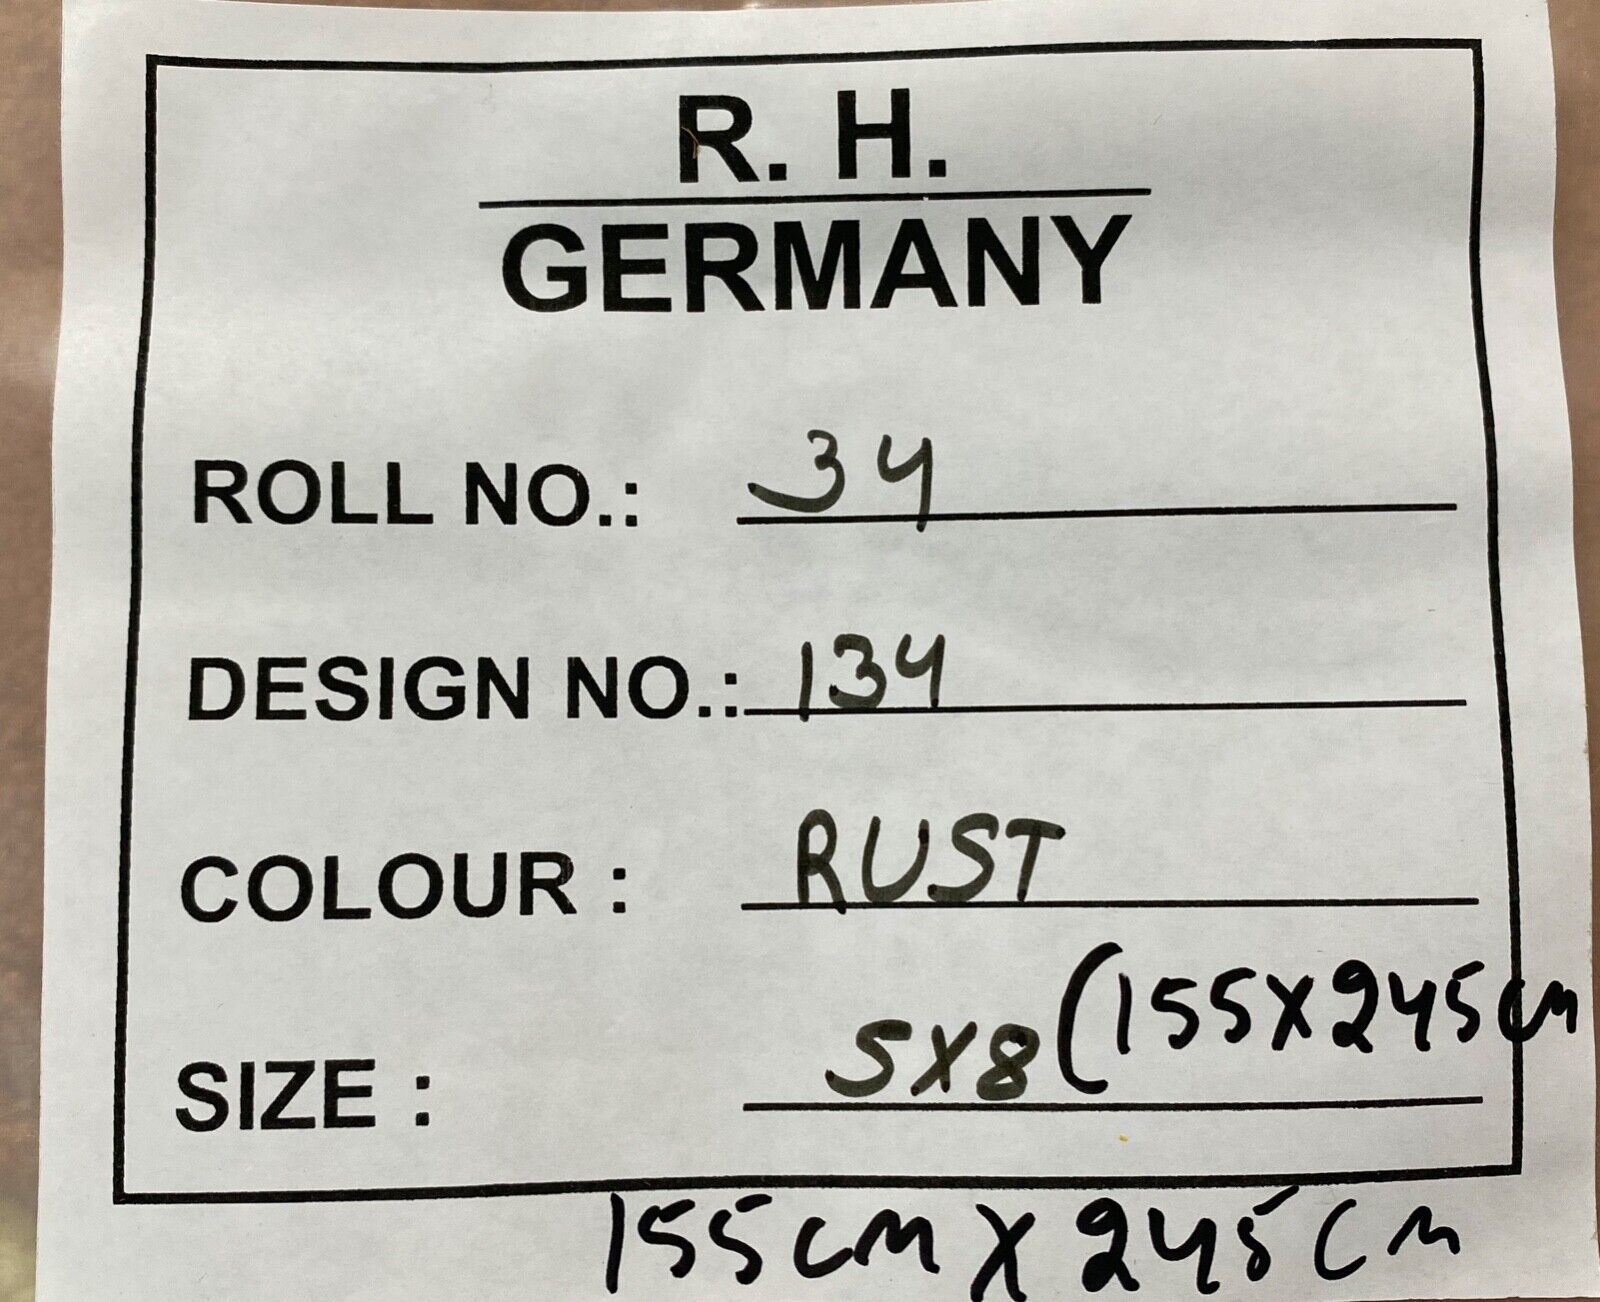 R. H.
GERMANY
ROLL NO.: 34
DESIGN NO.: 134
COLOUR : RUST
SIZE : 5X8 (155X245cm
155cm X 245cm